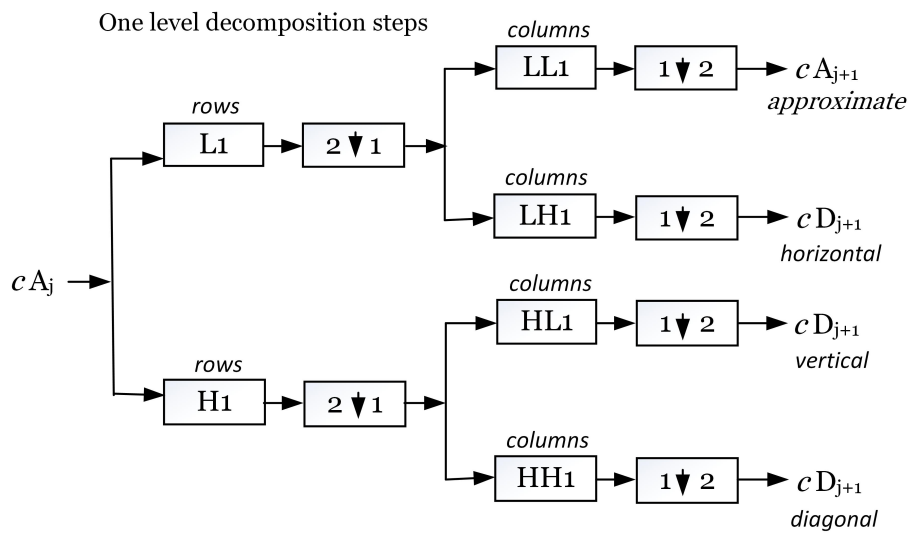 One level decomposition steps
columns
LL1
1 2
cAj+1
approximate
rows
L1
2 1
columns
LH1
1 2
cDj+1
horizontal
cAj
columns
HL1
1 2
cDj+1
vertical
rows
H1
2 1
columns
HH1
1 2
cDj+1
diagonal